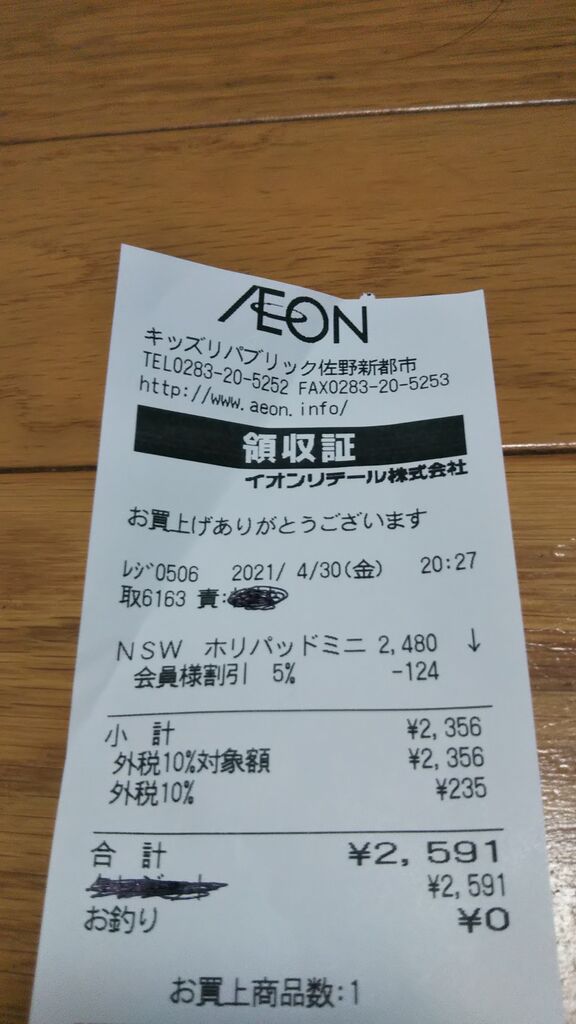 ÆON
キッズリパブリック佐野新都市
TEL0283-20-5252 FAX0283-20-5253
http://www.aeon.info/
領収証
イオンリテール株式会社
お買上げありがとうございます
ﾚｼﾞ0506 2021/ 4/30(金) 20:27
取6163 責:
NSW ホリパッドミニ 2,480 ↓
会員様割引 5% -124
小 計 ¥2,356
外税10%対象額 ¥2,356
外税10% ¥235
合 計 ¥2,591
¥2,591
お釣り ¥0
お買上商品数:1